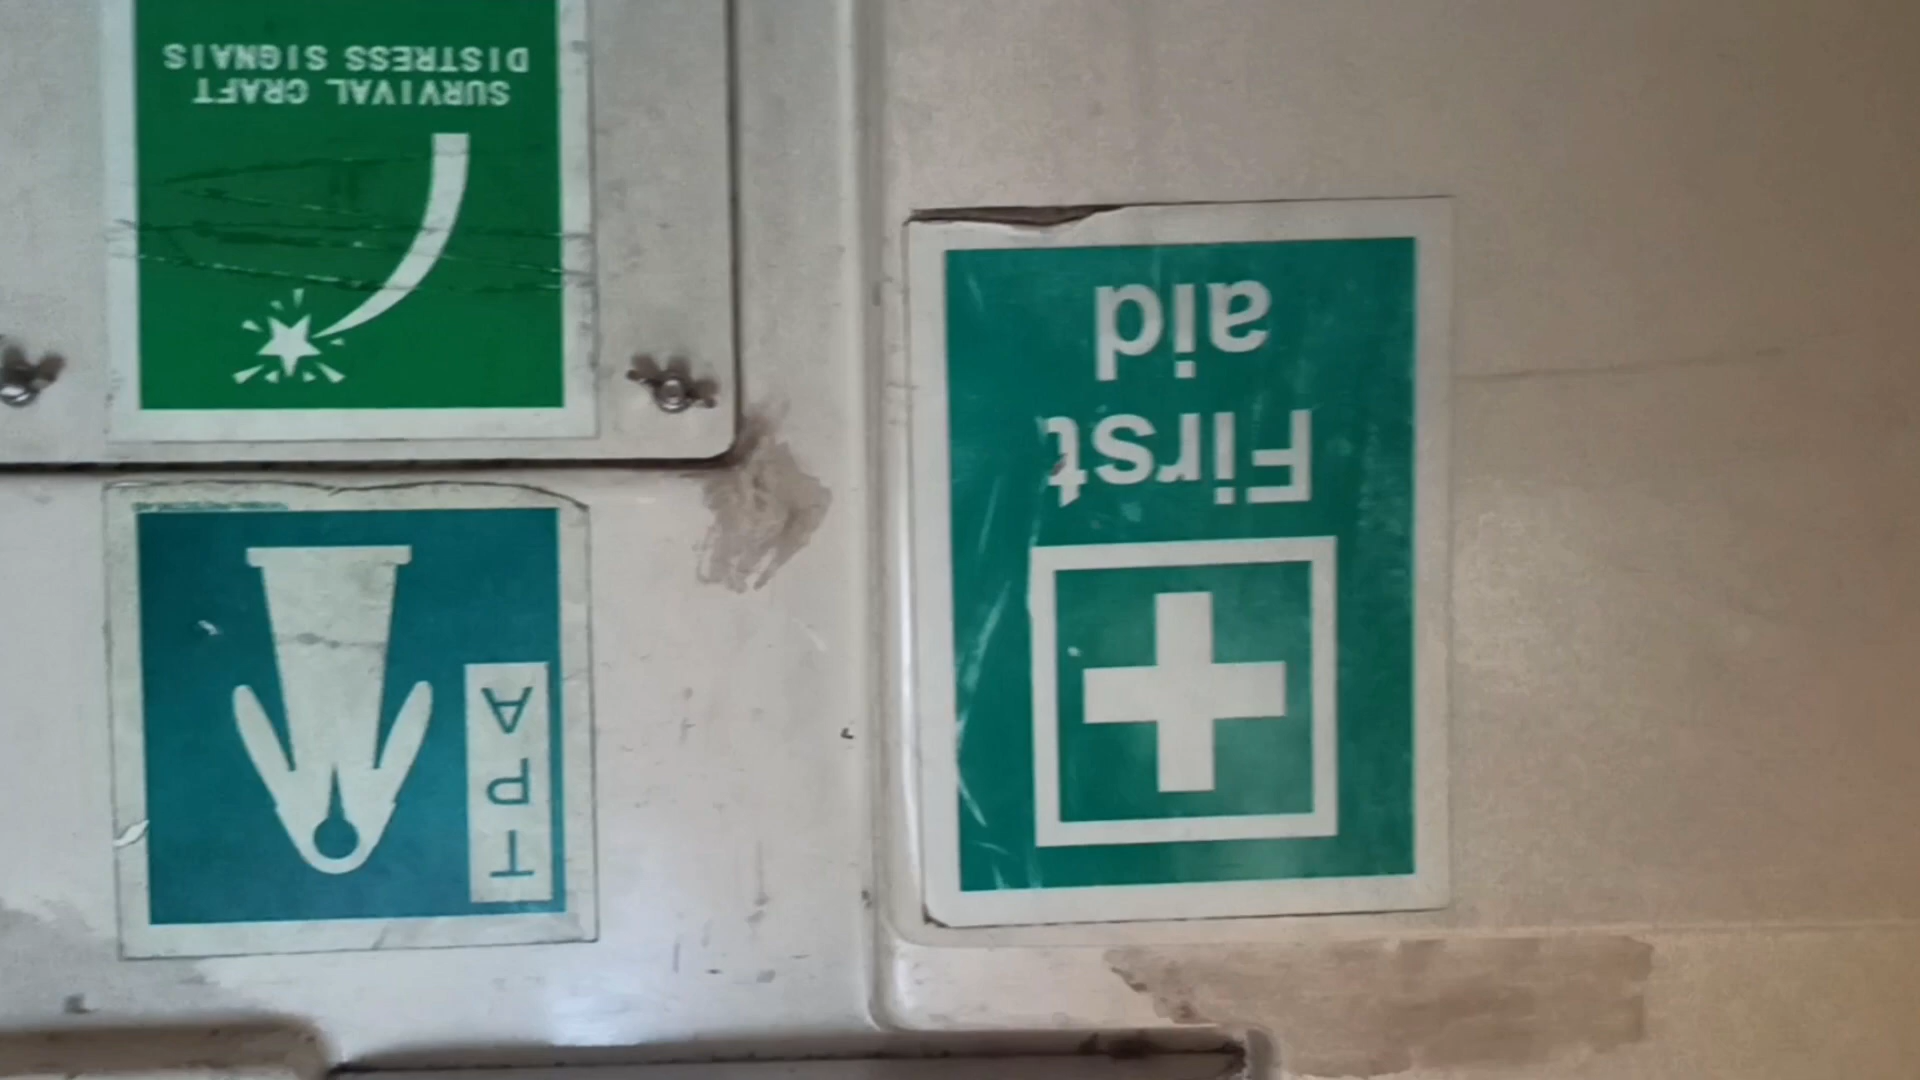 First
aid
TPA
SURVIVAL CRAFT
DISTRESS SIGNALS